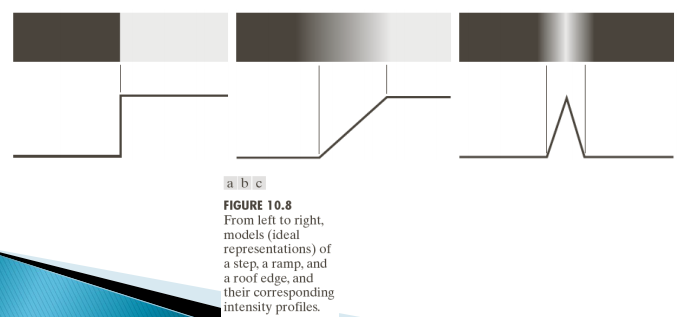 a b c
FIGURE 10.8
From left to right,
models (ideal
representations) of
a step, a ramp, and
a roof edge, and
their corresponding
intensity profiles.